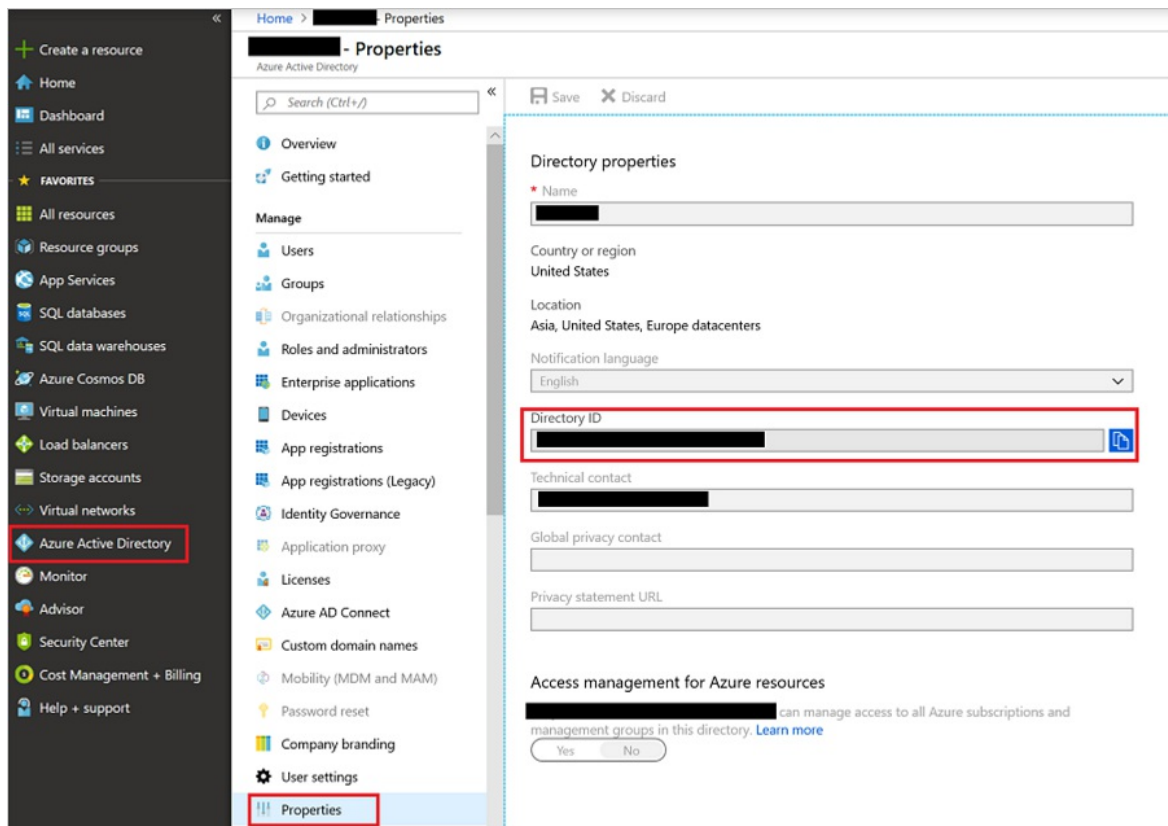 Home > - Properties
- Properties
Azure Active Directory
Create a resource
Home
Dashboard
All services
FAVORITES
All resources
Resource groups
App Services
SQL databases
SQL data warehouses
Azure Cosmos DB
Virtual machines
Load balancers
Storage accounts
Virtual networks
Azure Active Directory
Monitor
Advisor
Security Center
Cost Management + Billing
Help + support
Search (Ctrl+/)
Overview
Getting started
Manage
Users
Groups
Organizational relationships
Roles and administrators
Enterprise applications
Devices
App registrations
App registrations (Legacy)
Identity Governance
Application proxy
Licenses
Azure AD Connect
Custom domain names
Mobility (MDM and MAM)
Password reset
Company branding
User settings
Properties
Save Discard
Directory properties
* Name
Country or region
United States
Location
Asia, United States, Europe datacenters
Notification language
English
Directory ID
Technical contact
Global privacy contact
Privacy statement URL
Access management for Azure resources
can manage access to all Azure subscriptions and
management groups in this directory. Learn more
Yes No